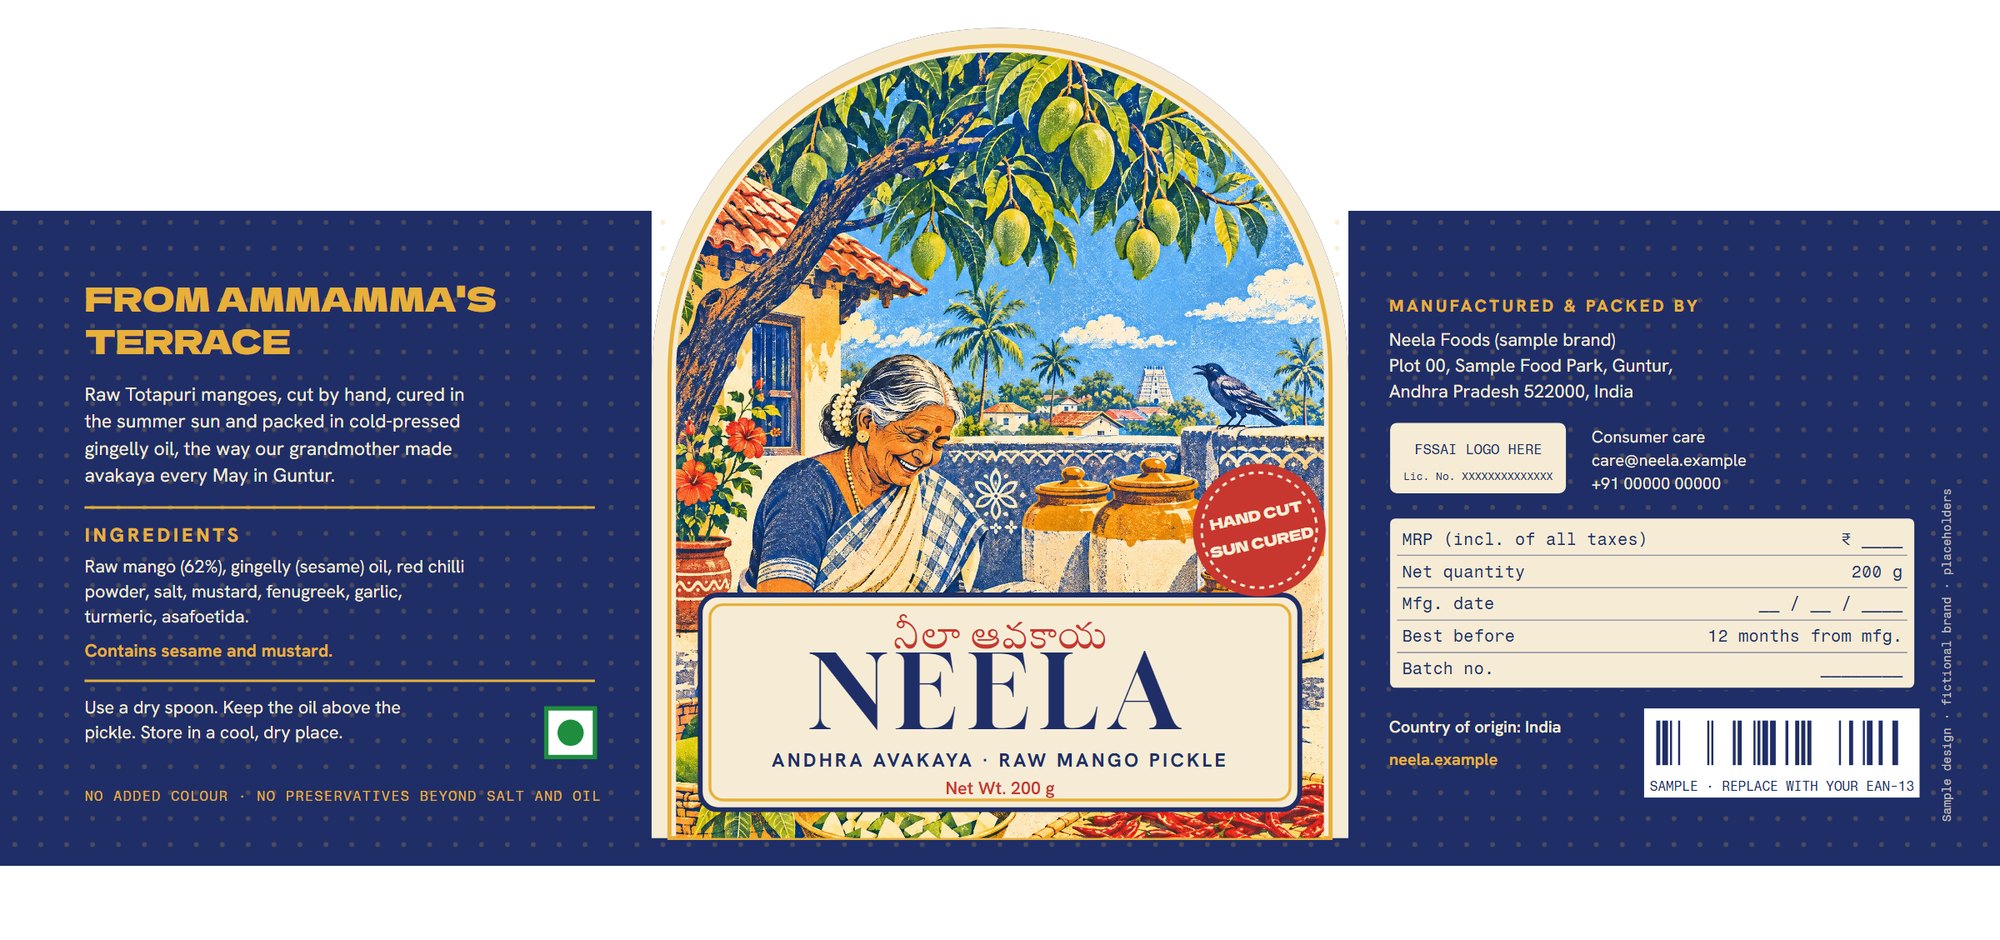 FROM AMMAMMA'S
TERRACE
Raw Totapuri mangoes, cut by hand, cured in
the summer sun and packed in cold-pressed
gingelly oil, the way our grandmother made
avakaya every May in Guntur.
INGREDIENTS
Raw mango (62%), gingelly (sesame) oil, red chilli
powder, salt, mustard, fenugreek, garlic,
turmeric, asafoetida.
Contains sesame and mustard.
Use a dry spoon. Keep the oil above the
pickle. Store in a cool, dry place.
NO ADDED COLOUR · NO PRESERVATIVES BEYOND SALT AND OIL
HAND CUT
SUN CURED
నీలా ఆవకాయ
NEELA
ANDHRA AVAKAYA · RAW MANGO PICKLE
Net Wt. 200 g
MANUFACTURED & PACKED BY
Neela Foods (sample brand)
Plot 00, Sample Food Park, Guntur,
Andhra Pradesh 522000, India
FSSAI LOGO HERE
Lic. No. XXXXXXXXXXXXXX
Consumer care
care@neela.example
+91 00000 00000
MRP (incl. of all taxes) ₹ ____
Net quantity 200 g
Mfg. date __ / __ / ____
Best before 12 months from mfg.
Batch no. ________
Country of origin: India
neela.example
SAMPLE · REPLACE WITH YOUR EAN-13
Sample design · fictional brand · placeholders